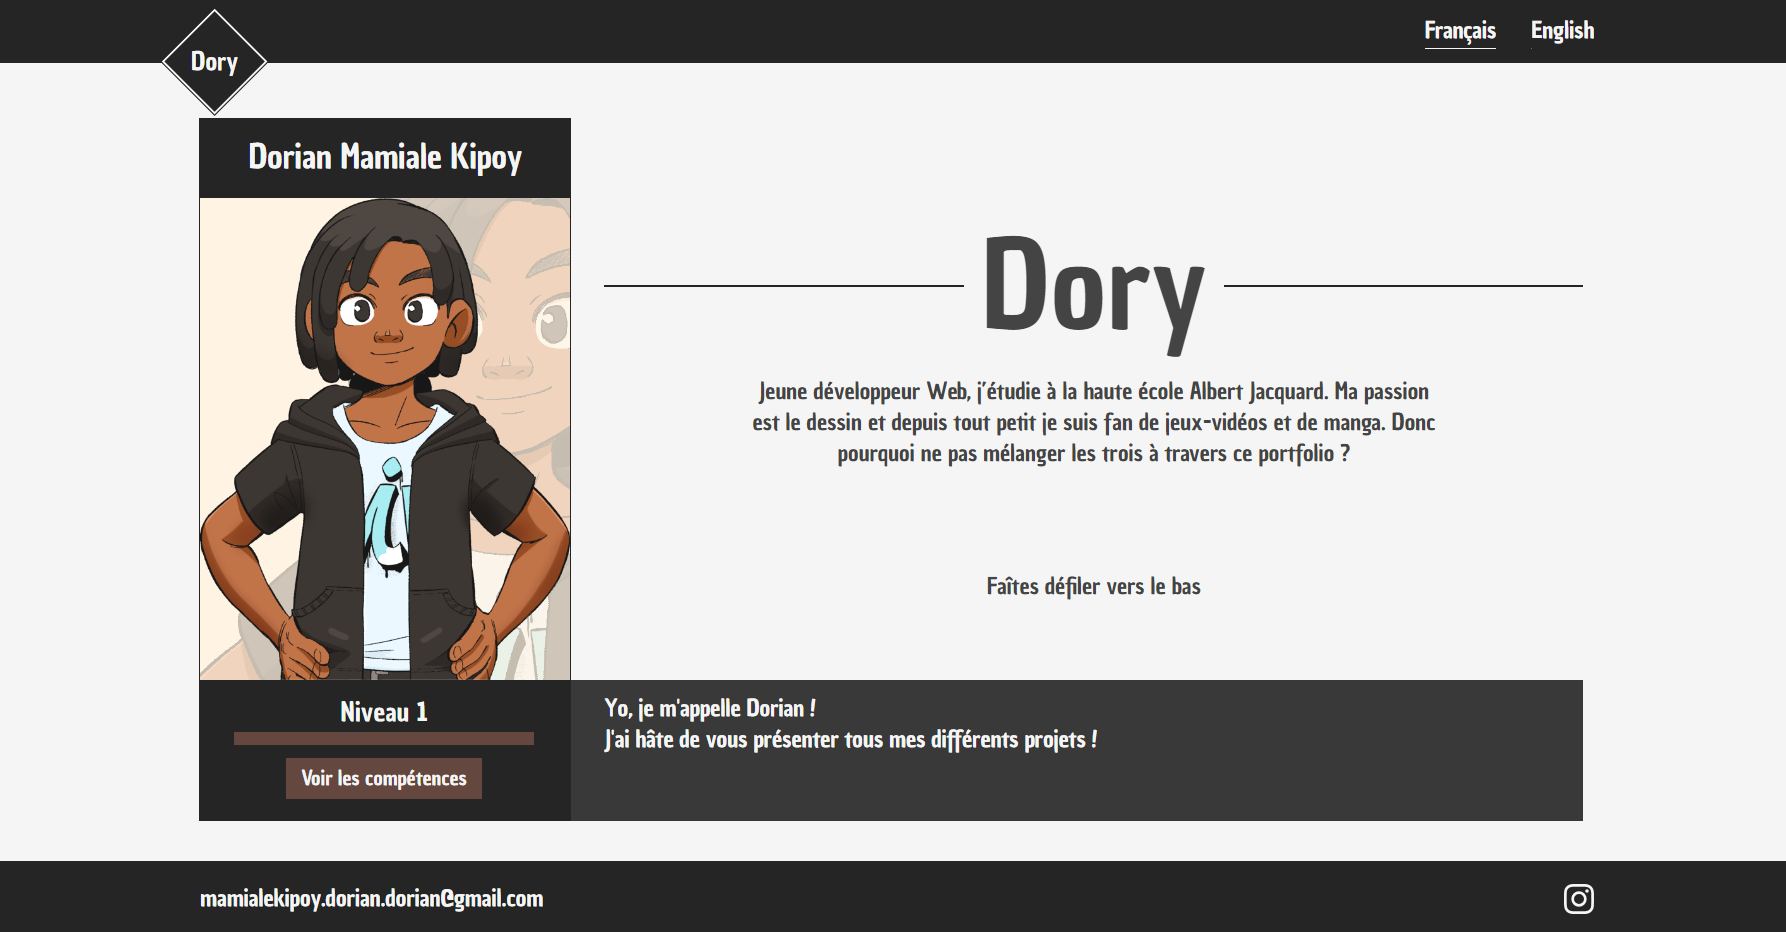 Dory
Français
English
Dorian Mamiale Kipoy
Dory
Jeune développeur Web, j'étudie à la haute école Albert Jacquard. Ma passion
est le dessin et depuis tout petit je suis fan de jeux-vidéos et de manga. Donc
pourquoi ne pas mélanger les trois à travers ce portfolio ?
Faîtes défiler vers le bas
Niveau 1
Voir les compétences
Yo, je m'appelle Dorian !
J'ai hâte de vous présenter tous mes différents projets !
mamialekipoy.dorian.dorian@gmail.com